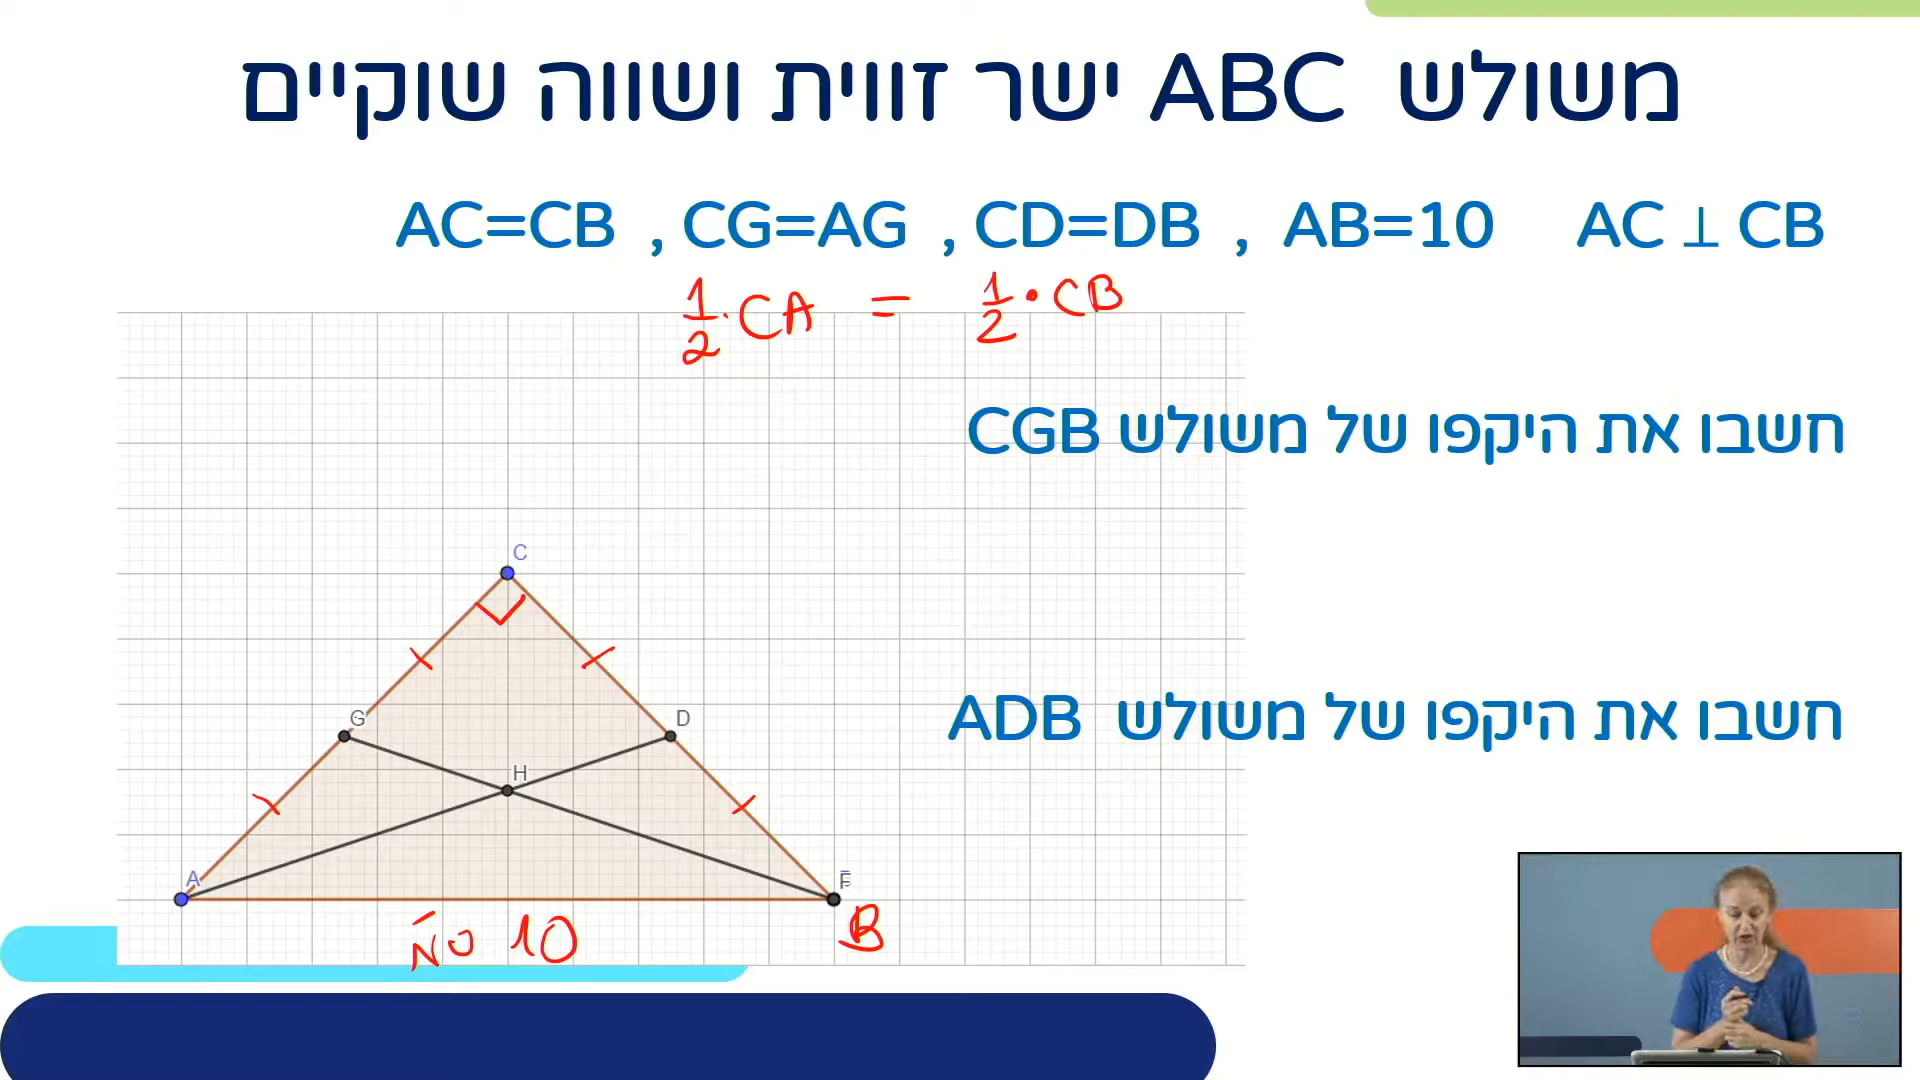 משולש ABC ישר זווית ושווה שוקיים
AC=CB , CG=AG , CD=DB , AB=10 AC ⊥ CB
½·CA = ½·CB
חשבו את היקפו של משולש CGB
C
G
D
חשבו את היקפו של משולש ADB
H
A
B
10 ס"מ